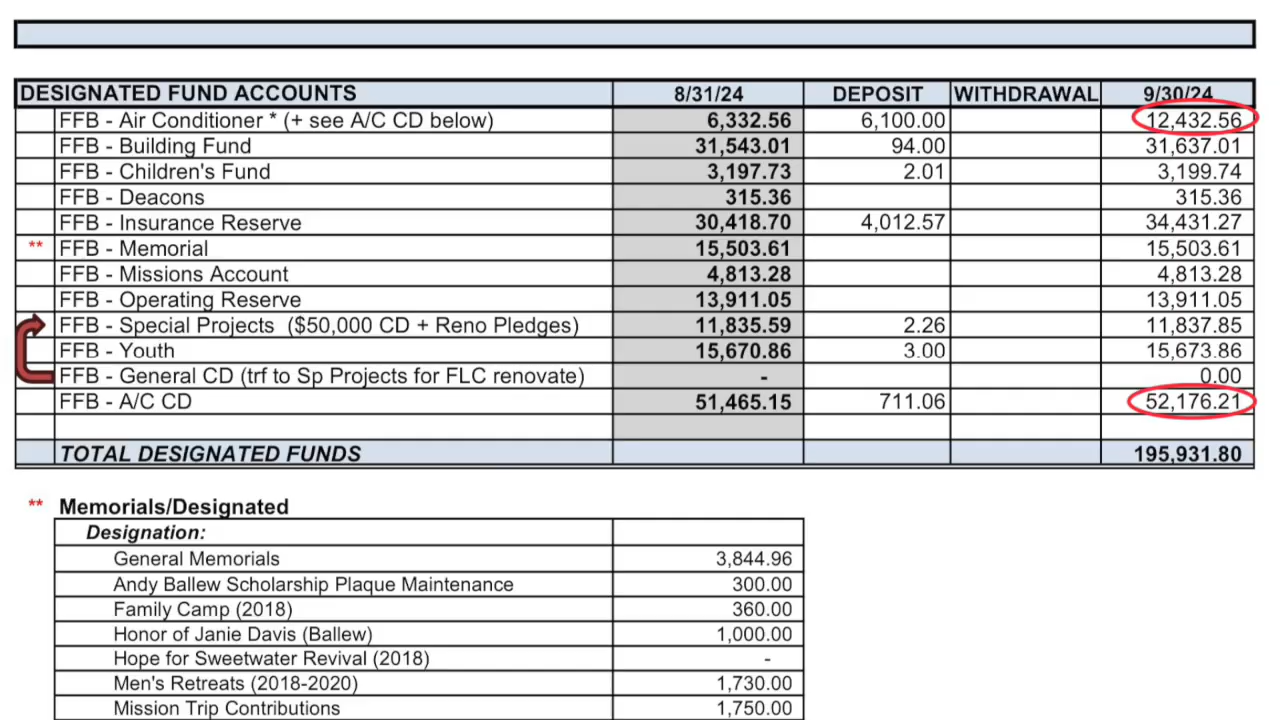 DESIGNATED FUND ACCOUNTS 8/31/24 DEPOSIT WITHDRAWAL 9/30/24
FFB - Air Conditioner * (+ see A/C CD below) 6,332.56 6,100.00 12,432.56
FFB - Building Fund 31,543.01 94.00 31,637.01
FFB - Children's Fund 3,197.73 2.01 3,199.74
FFB - Deacons 315.36 315.36
FFB - Insurance Reserve 30,418.70 4,012.57 34,431.27
** FFB - Memorial 15,503.61 15,503.61
FFB - Missions Account 4,813.28 4,813.28
FFB - Operating Reserve 13,911.05 13,911.05
FFB - Special Projects ($50,000 CD + Reno Pledges) 11,835.59 2.26 11,837.85
FFB - Youth 15,670.86 3.00 15,673.86
FFB - General CD (trf to Sp Projects for FLC renovate) - 0.00
FFB - A/C CD 51,465.15 711.06 52,176.21
TOTAL DESIGNATED FUNDS 195,931.80
** Memorials/Designated
Designation:
General Memorials 3,844.96
Andy Ballew Scholarship Plaque Maintenance 300.00
Family Camp (2018) 360.00
Honor of Janie Davis (Ballew) 1,000.00
Hope for Sweetwater Revival (2018) -
Men's Retreats (2018-2020) 1,730.00
Mission Trip Contributions 1,750.00